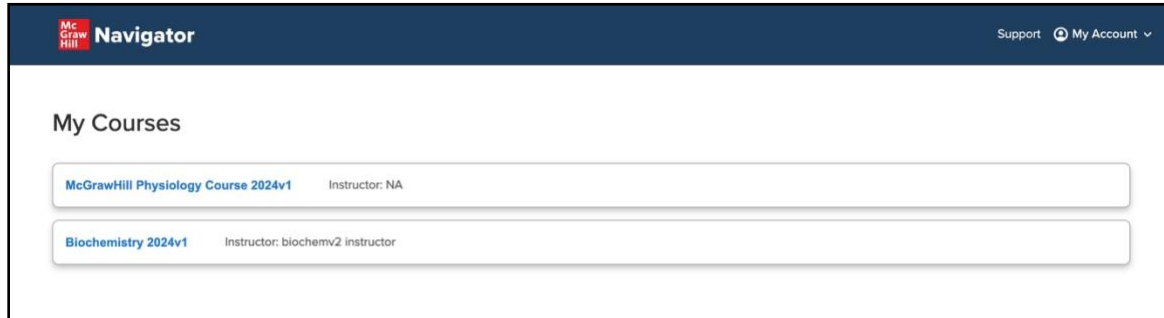 Mc
Graw
Hill
Navigator
Support My Account
My Courses
McGrawHill Physiology Course 2024v1 Instructor: NA
Biochemistry 2024v1 Instructor: biochemv2 instructor